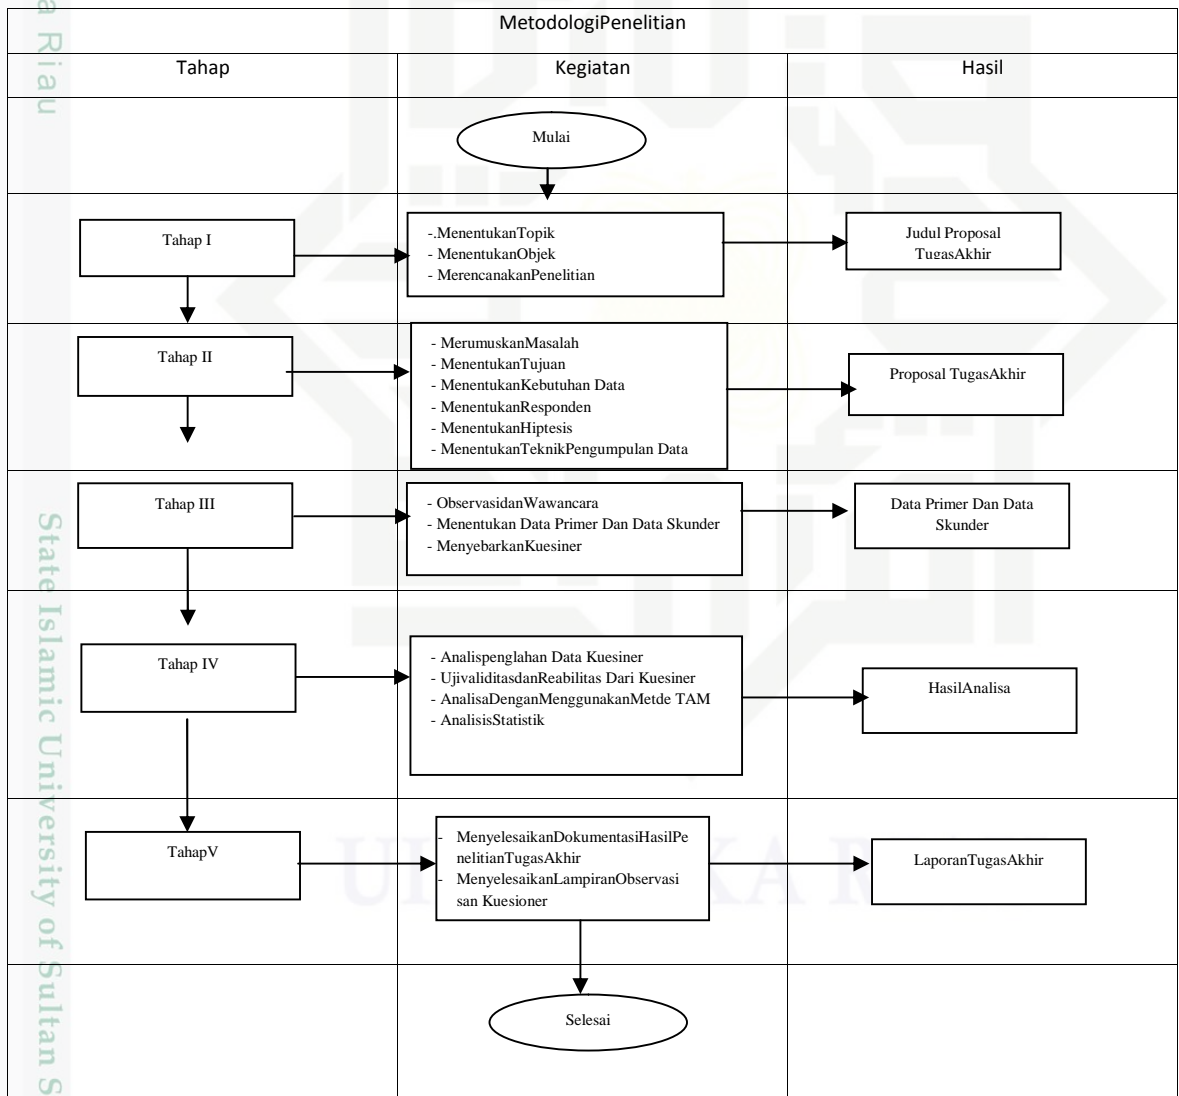 MetodologiPenelitian
Tahap
Kegiatan
Hasil
Mulai
Tahap I
-.MenentukanTopik
- MenentukanObjek
- MerencanakanPenelitian
Judul Proposal
TugasAkhir
Tahap II
- MerumuskanMasalah
- MenentukanTujuan
- MenentukanKebutuhan Data
- MenentukanResponden
- MenentukanHiptesis
- MenentukanTeknikPengumpulan Data
Proposal TugasAkhir
Tahap III
- ObservasidanWawancara
- Menentukan Data Primer Dan Data Skunder
- MenyebarkanKuesiner
Data Primer Dan Data
Skunder
Tahap IV
- Analispenglahan Data Kuesiner
- UjivaliditasdanReabilitas Dari Kuesiner
- AnalisaDenganMenggunakanMetde TAM
- AnalisisStatistik
HasilAnalisa
TahapV
- MenyelesaikanDokumentasiHasilPe
nelitianTugasAkhir
- MenyelesaikanLampiranObservasi
san Kuesioner
LaporanTugasAkhir
Selesai
a Riau
State Islamic University of Sultan S